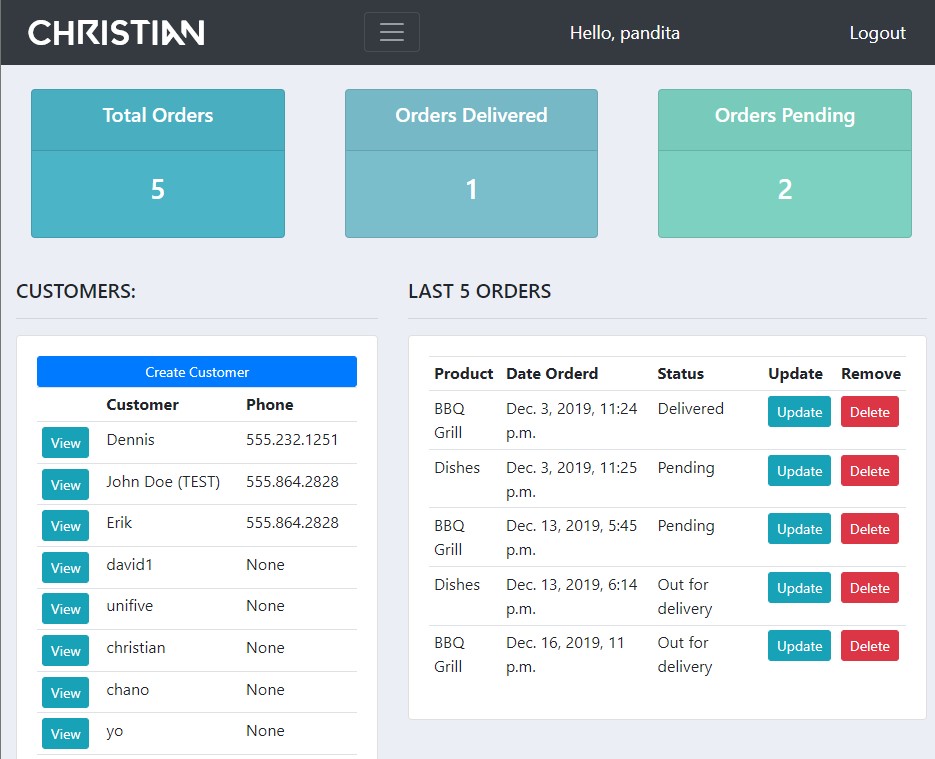 CHRISTIAN
Hello, pandita
Logout
Total Orders
5
Orders Delivered
1
Orders Pending
2
CUSTOMERS:
Create Customer
Customer Phone
View Dennis 555.232.1251
View John Doe (TEST) 555.864.2828
View Erik 555.864.2828
View david1 None
View unifive None
View christian None
View chano None
View yo None
LAST 5 ORDERS
Product Date Orderd Status Update Remove
BBQ Dec. 3, 2019, 11:24 Delivered Update Delete
Grill p.m.
Dishes Dec. 3, 2019, 11:25 Pending Update Delete
p.m.
BBQ Dec. 13, 2019, 5:45 Pending Update Delete
Grill p.m.
Dishes Dec. 13, 2019, 6:14 Out for Update Delete
p.m. delivery
BBQ Dec. 16, 2019, 11 Out for Update Delete
Grill p.m. delivery